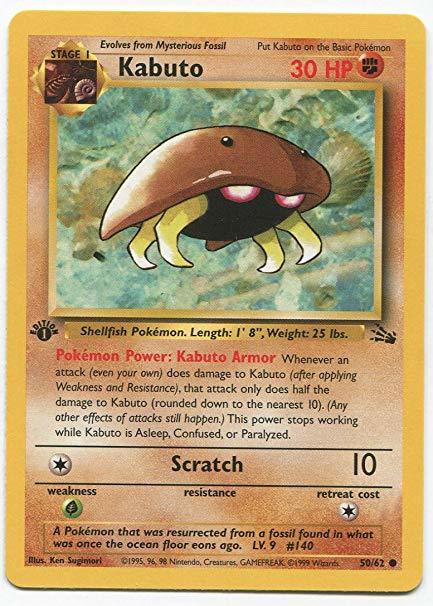 Evolves from Mysterious Fossil
Put Kabuto on the Basic Pokémon
STAGE 1
Kabuto
30 HP
EDITION
1
Shellfish Pokémon. Length: 1' 8", Weight: 25 lbs.
Pokémon Power: Kabuto Armor Whenever an
attack (even your own) does damage to Kabuto (after applying
Weakness and Resistance), that attack only does half the
damage to Kabuto (rounded down to the nearest 10). (Any
other effects of attacks still happen.) This power stops working
while Kabuto is Asleep, Confused, or Paralyzed.
Scratch
10
weakness
resistance
retreat cost
A Pokémon that was resurrected from a fossil found in what
was once the ocean floor eons ago. LV. 9 #140
Illus. Ken Sugimori
©1995, 96, 98 Nintendo, Creatures, GAMEFREAK. ©1999 Wizards.
50/62